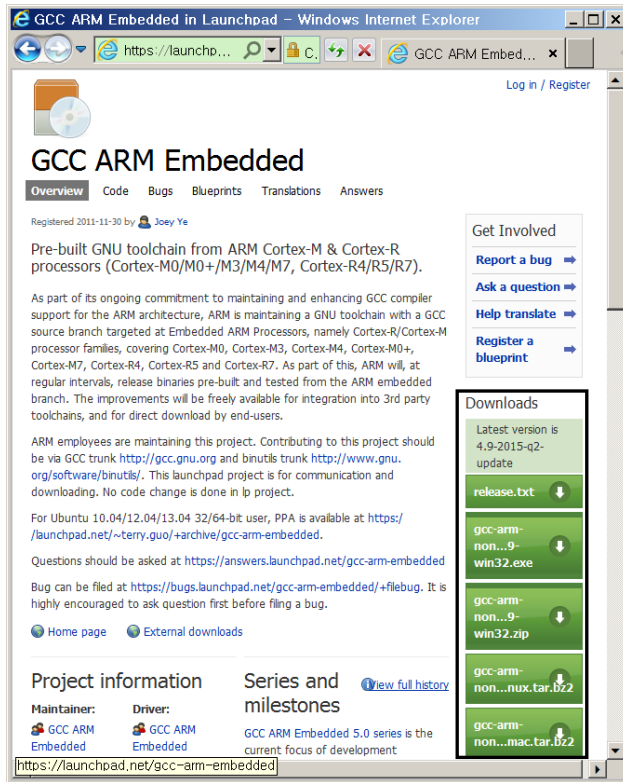 GCC ARM Embedded in Launchpad - Windows Internet Explorer
https://launchp...
C.
GCC ARM Embed...
Log in / Register
GCC ARM Embedded
Overview Code Bugs Blueprints Translations Answers
Registered 2011-11-30 by Joey Ye
Pre-built GNU toolchain from ARM Cortex-M & Cortex-R
processors (Cortex-M0/M0+/M3/M4/M7, Cortex-R4/R5/R7).
As part of its ongoing commitment to maintaining and enhancing GCC compiler
support for the ARM architecture, ARM is maintaining a GNU toolchain with a GCC
source branch targeted at Embedded ARM Processors, namely Cortex-R/Cortex-M
processor families, covering Cortex-M0, Cortex-M3, Cortex-M4, Cortex-M0+,
Cortex-M7, Cortex-R4, Cortex-R5 and Cortex-R7. As part of this, ARM will, at
regular intervals, release binaries pre-built and tested from the ARM embedded
branch. The improvements will be freely available for integration into 3rd party
toolchains, and for direct download by end-users.
ARM employees are maintaining this project. Contributing to this project should
be via GCC trunk http://gcc.gnu.org and binutils trunk http://www.gnu.
org/software/binutils/. This launchpad project is for communication and
downloading. No code change is done in lp project.
For Ubuntu 10.04/12.04/13.04 32/64-bit user, PPA is available at https:/
/launchpad.net/~terry.guo/+archive/gcc-arm-embedded.
Questions should be asked at https://answers.launchpad.net/gcc-arm-embedded
Bug can be filed at https://bugs.launchpad.net/gcc-arm-embedded/+filebug. It is
highly encouraged to ask question first before filing a bug.
Home page External downloads
Project information
Maintainer: Driver:
GCC ARM GCC ARM
Embedded Embedded
Series and
milestones
View full history
GCC ARM Embedded 5.0 series is the
current focus of development
Get Involved
Report a bug
Ask a question
Help translate
Register a
blueprint
Downloads
Latest version is
4.9-2015-q2-
update
release.txt
gcc-arm-
non...9-
win32.exe
gcc-arm-
non...9-
win32.zip
gcc-arm-
non...nux.tar.bz2
gcc-arm-
non...mac.tar.bz2
https://launchpad.net/gcc-arm-embedded